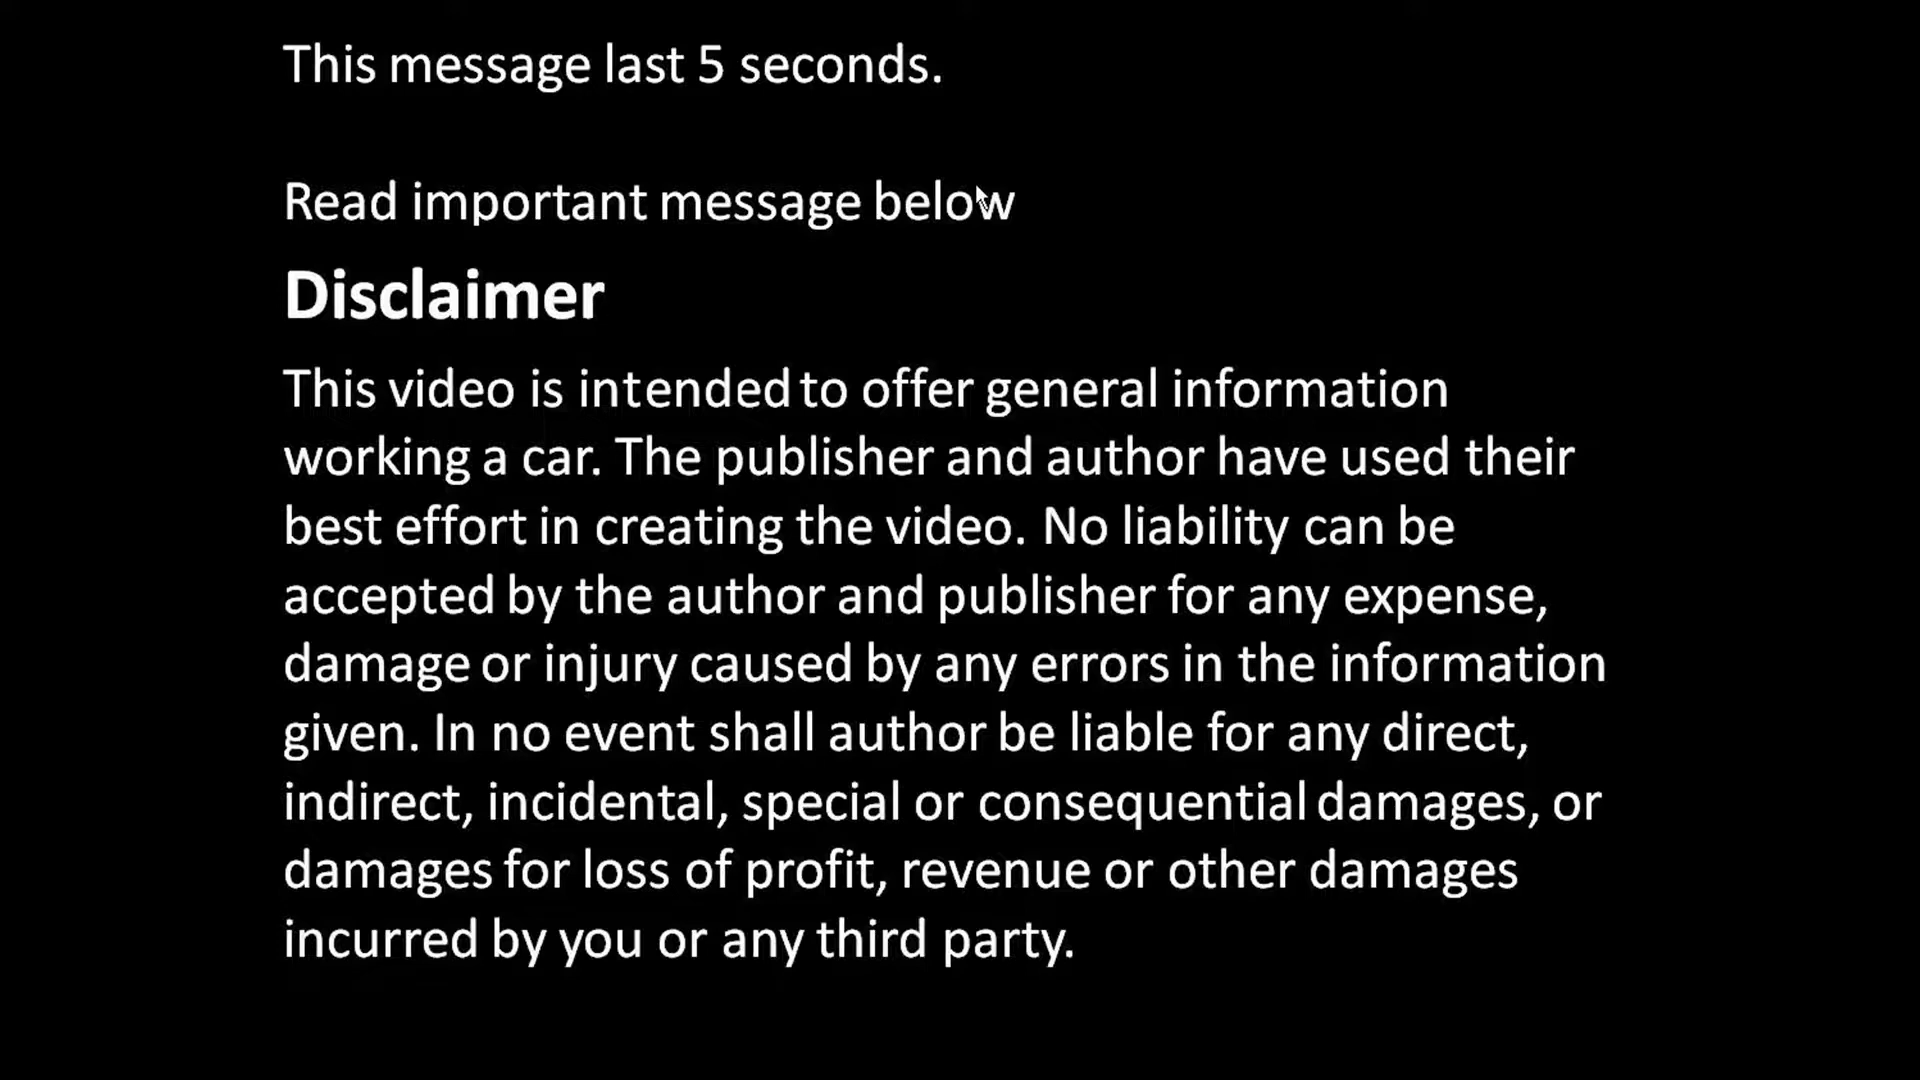 This message last 5 seconds.
Read important message below
Disclaimer
This video is intended to offer general information
working a car. The publisher and author have used their
best effort in creating the video. No liability can be
accepted by the author and publisher for any expense,
damage or injury caused by any errors in the information
given. In no event shall author be liable for any direct,
indirect, incidental, special or consequential damages, or
damages for loss of profit, revenue or other damages
incurred by you or any third party.